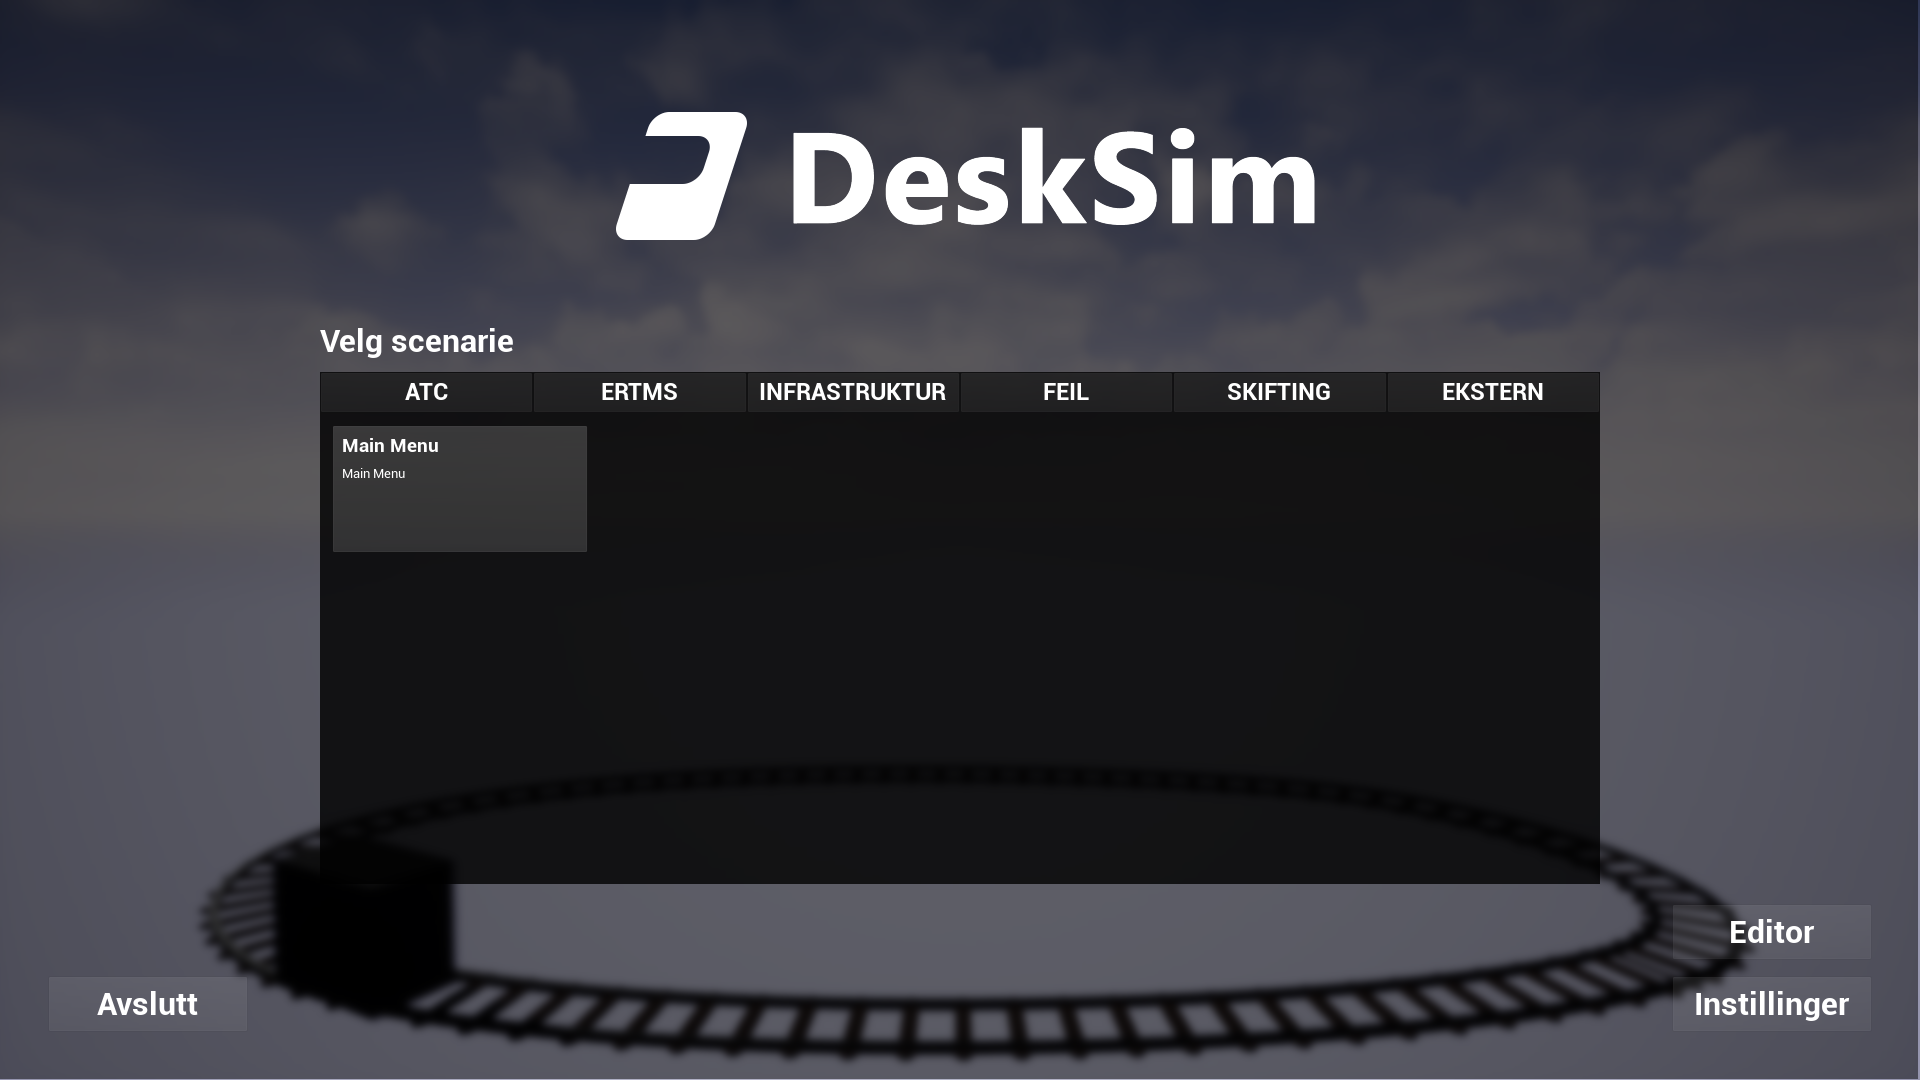 DeskSim
Velg scenarie
ATC ERTMS INFRASTRUKTUR FEIL SKIFTING EKSTERN
Main Menu
Main Menu
Editor
Avslutt
Instillinger